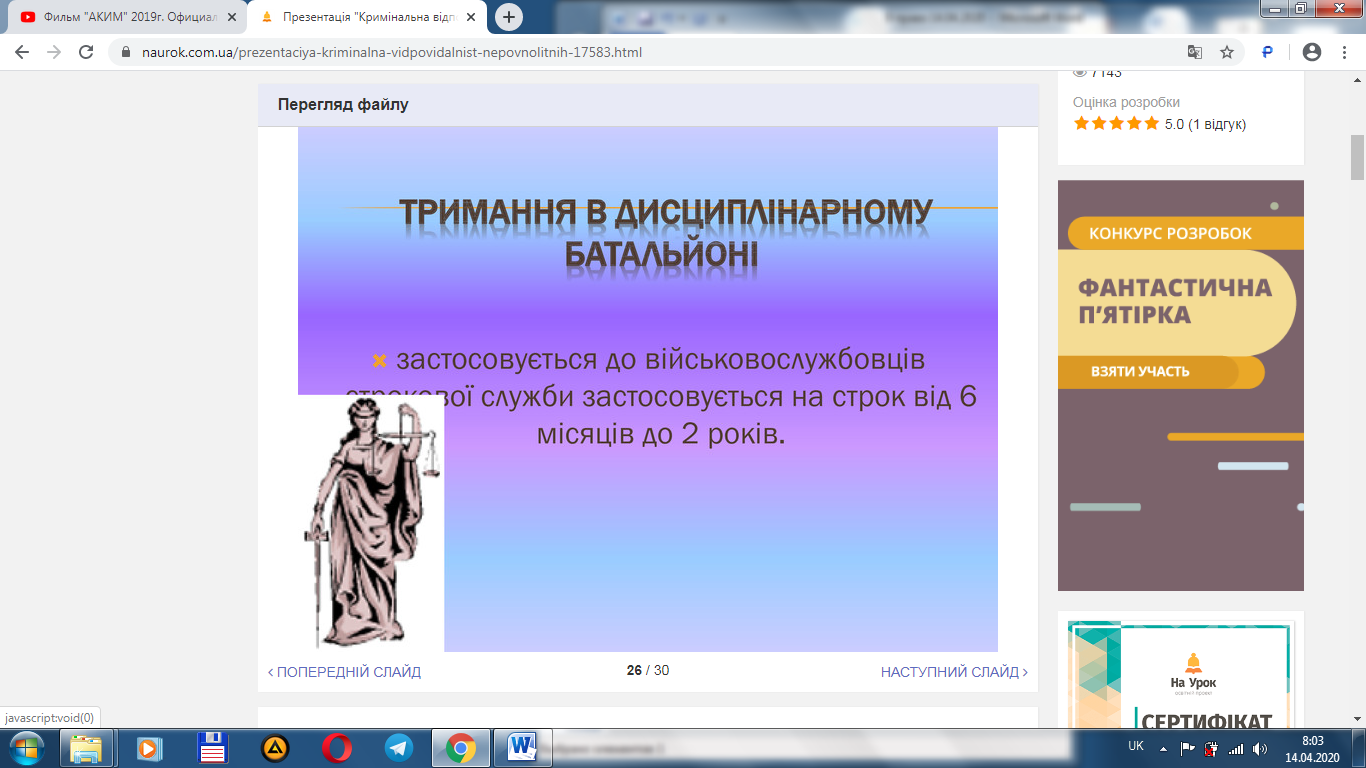 Фильм "АКИМ" 2019г. Официал
Презентація "Кримінальна відп
naurok.com.ua/prezentaciya-kriminalna-vidpovidalnist-nepovnolitnih-17583.html
7143
Перегляд файлу
Оцінка розробки
5.0 (1 відгук)
ТРИМАННЯ В ДИСЦИПЛІНАРНОМУ
БАТАЛЬЙОНІ
застосовується до військовослужбовців
строкової служби застосовується на строк від 6
місяців до 2 років.
КОНКУРС РОЗРОБОК
ФАНТАСТИЧНА
П'ЯТІРКА
ВЗЯТИ УЧАСТЬ
‹ ПОПЕРЕДНІЙ СЛАЙД
26 / 30
НАСТУПНИЙ СЛАЙД ›
На Урок
освітній проект
СЕРТИФІКАТ
javascript:void(0)
UK
8:03
14.04.2020